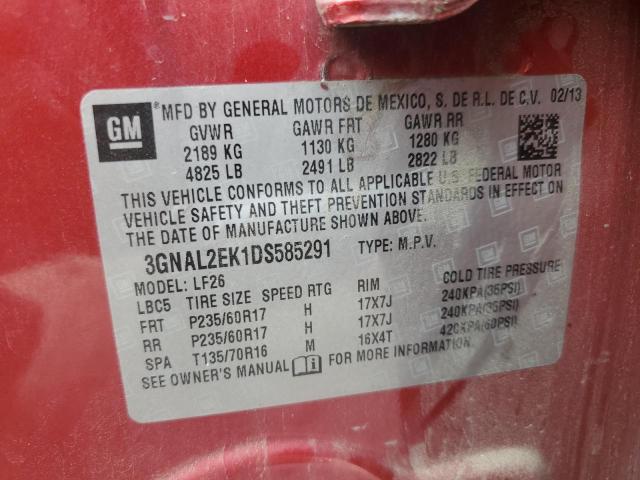 GM
MFD BY GENERAL MOTORS DE MEXICO, S. DE R.L. DE C.V. 02/13
GVWR GAWR FRT GAWR RR
2189 KG 1130 KG 1280 KG
4825 LB 2491 LB 2822 LB
THIS VEHICLE CONFORMS TO ALL APPLICABLE U.S. FEDERAL MOTOR
VEHICLE SAFETY AND THEFT PREVENTION STANDARDS IN EFFECT ON
THE DATE OF MANUFACTURE SHOWN ABOVE.
3GNAL2EK1DS585291 TYPE: M.P.V.
MODEL: LF26
LBC5 TIRE SIZE SPEED RTG RIM COLD TIRE PRESSURE
FRT P235/60R17 H 17X7J 240KPA(35PSI)
RR P235/60R17 H 17X7J 240KPA(35PSI)
SPA T135/70R16 M 16X4T 420KPA(60PSI)
SEE OWNER'S MANUAL FOR MORE INFORMATION.